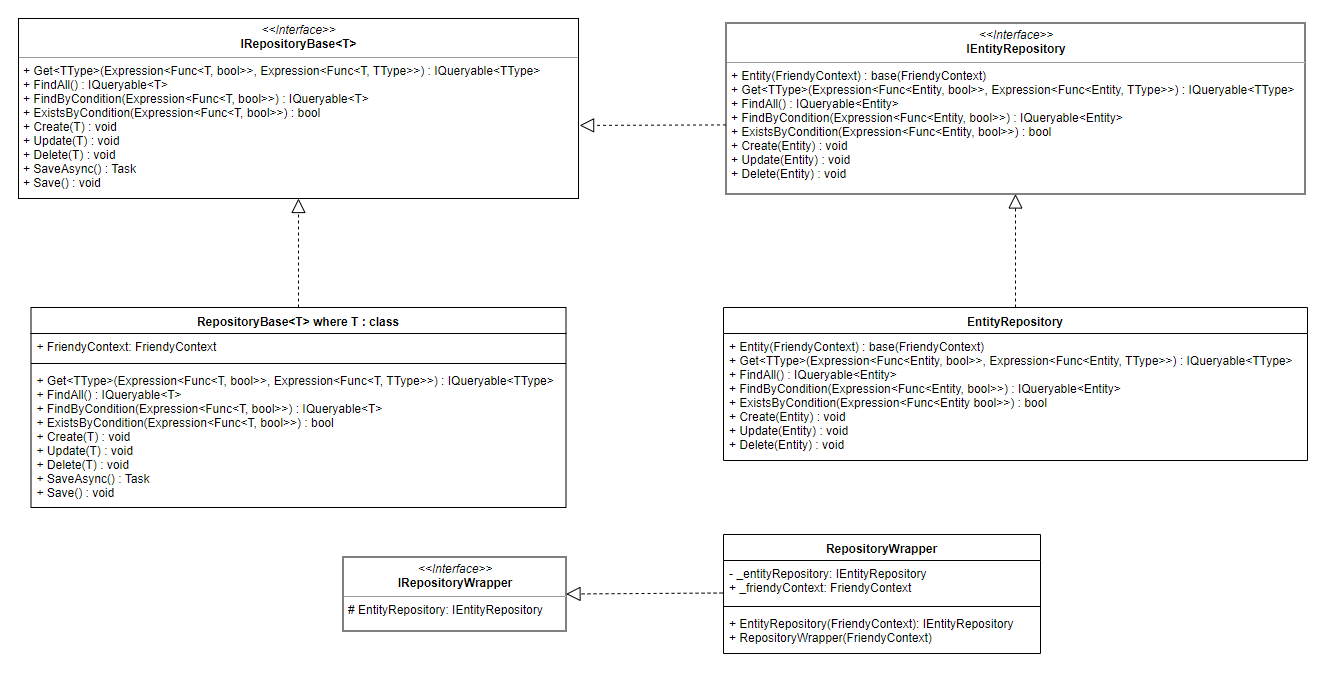 <<Interface>>
IRepositoryBase<T>
+ Get<TType>(Expression<Func<T, bool>>, Expression<Func<T, TType>>) : IQueryable<TType>
+ FindAll() : IQueryable<T>
+ FindByCondition(Expression<Func<T, bool>>) : IQueryable<T>
+ ExistsByCondition(Expression<Func<T, bool>>) : bool
+ Create(T) : void
+ Update(T) : void
+ Delete(T) : void
+ SaveAsync() : Task
+ Save() : void
<<Interface>>
IEntityRepository
+ Entity(FriendyContext) : base(FriendyContext)
+ Get<TType>(Expression<Func<Entity, bool>>, Expression<Func<Entity, TType>>) : IQueryable<TType>
+ FindAll() : IQueryable<Entity>
+ FindByCondition(Expression<Func<Entity, bool>>) : IQueryable<Entity>
+ ExistsByCondition(Expression<Func<Entity, bool>>) : bool
+ Create(Entity) : void
+ Update(Entity) : void
+ Delete(Entity) : void
RepositoryBase<T> where T : class
+ FriendyContext: FriendyContext
+ Get<TType>(Expression<Func<T, bool>>, Expression<Func<T, TType>>) : IQueryable<TType>
+ FindAll() : IQueryable<T>
+ FindByCondition(Expression<Func<T, bool>>) : IQueryable<T>
+ ExistsByCondition(Expression<Func<T, bool>>) : bool
+ Create(T) : void
+ Update(T) : void
+ Delete(T) : void
+ SaveAsync() : Task
+ Save() : void
EntityRepository
+ Entity(FriendyContext) : base(FriendyContext)
+ Get<TType>(Expression<Func<Entity, bool>>, Expression<Func<Entity, TType>>) : IQueryable<TType>
+ FindAll() : IQueryable<Entity>
+ FindByCondition(Expression<Func<Entity, bool>>) : IQueryable<Entity>
+ ExistsByCondition(Expression<Func<Entity bool>>) : bool
+ Create(Entity) : void
+ Update(Entity) : void
+ Delete(Entity) : void
<<Interface>>
IRepositoryWrapper
# EntityRepository: IEntityRepository
RepositoryWrapper
- _entityRepository: IEntityRepository
+ _friendyContext: FriendyContext
+ EntityRepository(FriendyContext): IEntityRepository
+ RepositoryWrapper(FriendyContext)